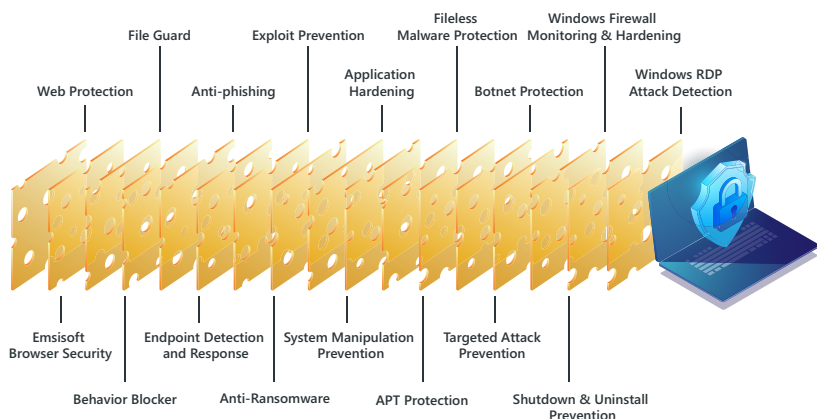 File Guard
Exploit Prevention
Fileless
Malware Protection
Windows Firewall
Monitoring & Hardening
Web Protection
Anti-phishing
Application
Hardening
Botnet Protection
Windows RDP
Attack Detection
Emsisoft
Browser Security
Endpoint Detection
and Response
System Manipulation
Prevention
Targeted Attack
Prevention
Behavior Blocker
Anti-Ransomware
APT Protection
Shutdown & Uninstall
Prevention